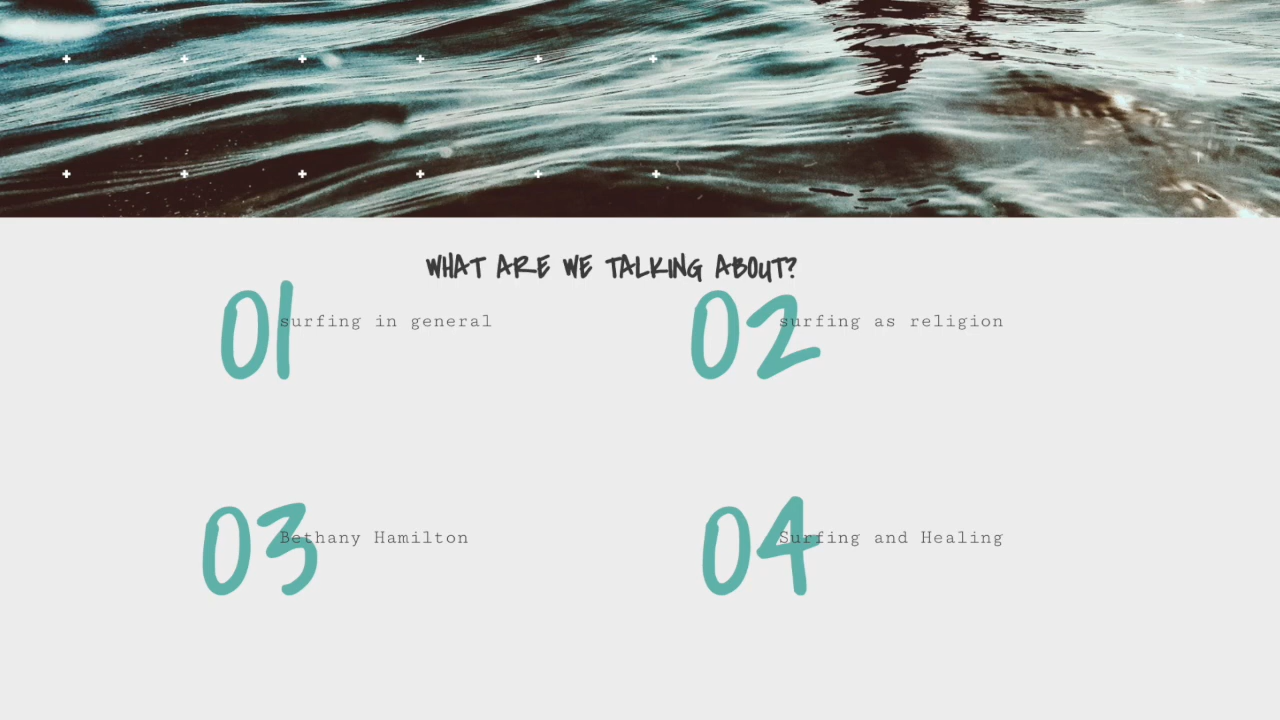 WHAT ARE WE TALKING ABOUT?
01
surfing in general
02
surfing as religion
03
Bethany Hamilton
04
Surfing and Healing